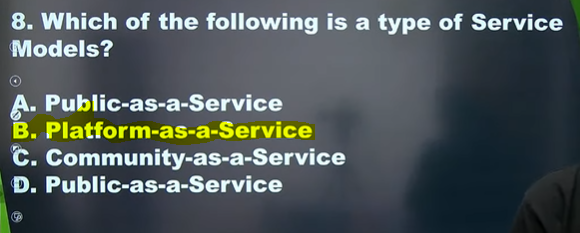 8. Which of the following is a type of Service
Models?
A. Public-as-a-Service
B. Platform-as-a-Service
C. Community-as-a-Service
D. Public-as-a-Service